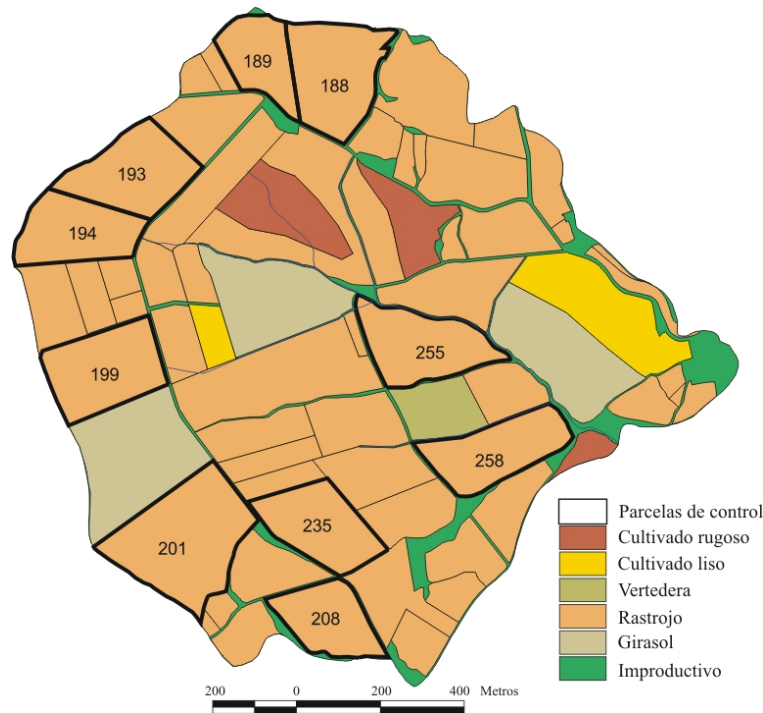 189
188
193
194
255
199
258
235
201
208
Parcelas de control
Cultivado rugoso
Cultivado liso
Vertedera
Rastrojo
Girasol
Improductivo
200 0 200 400 Metros